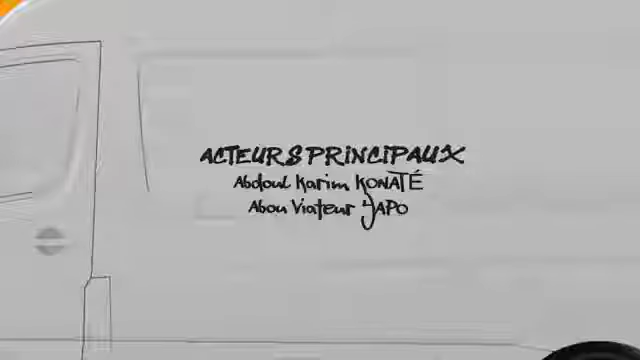 ACTEURS PRINCIPAUX
Abdoul Karim KONATÉ
Abou Viateur YAPO